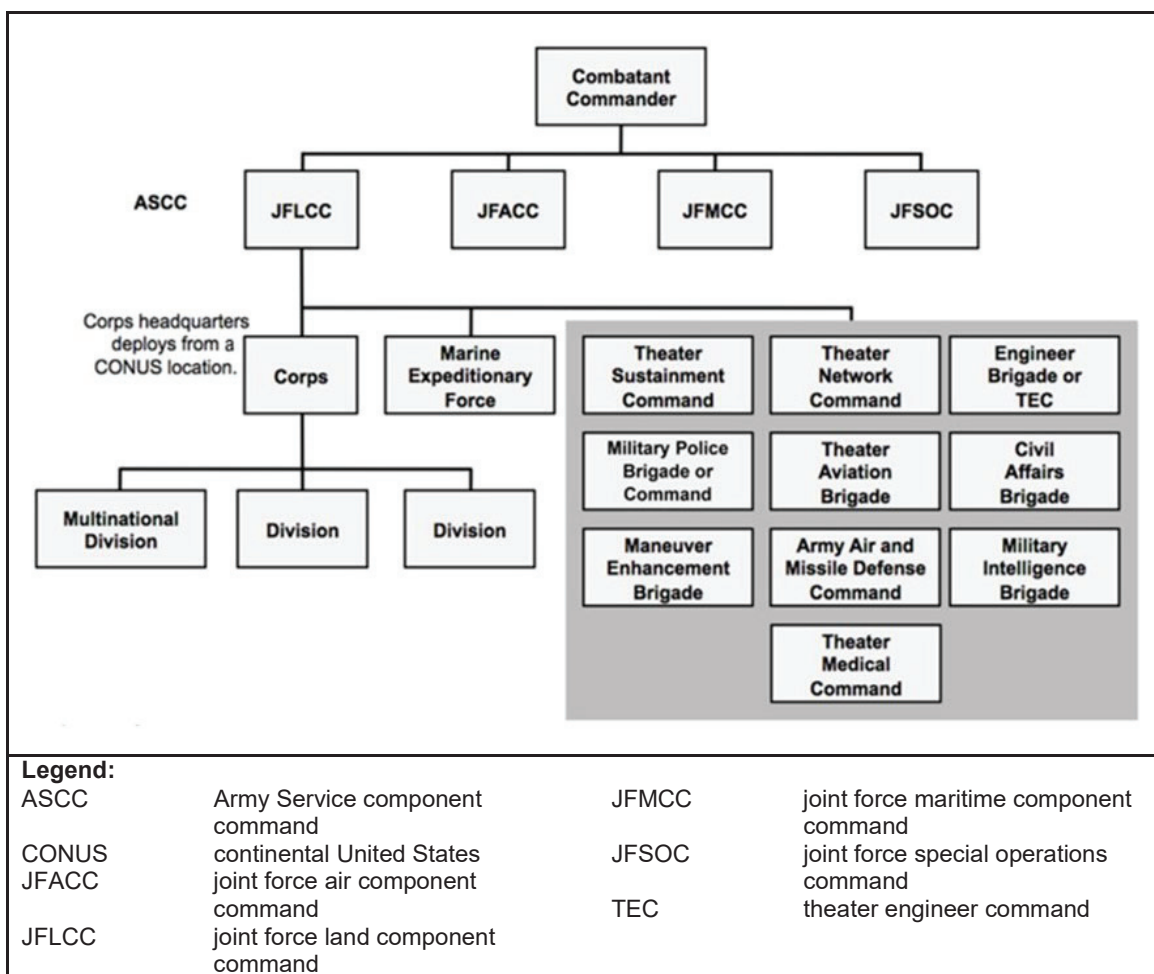 Combatant
Commander
ASCC
JFLCC
JFACC
JFMCC
JFSOC
Corps headquarters
deploys from a
CONUS location.
Corps
Marine
Expeditionary
Force
Theater
Sustainment
Command
Theater
Network
Command
Engineer
Brigade or
TEC
Military Police
Brigade or
Command
Theater
Aviation
Brigade
Civil
Affairs
Brigade
Multinational
Division
Division
Division
Maneuver
Enhancement
Brigade
Army Air and
Missile Defense
Command
Military
Intelligence
Brigade
Theater
Medical
Command
Legend:
ASCC Army Service component
command
CONUS continental United States
JFACC joint force air component
command
JFLCC joint force land component
command
JFMCC joint force maritime component
command
JFSOC joint force special operations
command
TEC theater engineer command